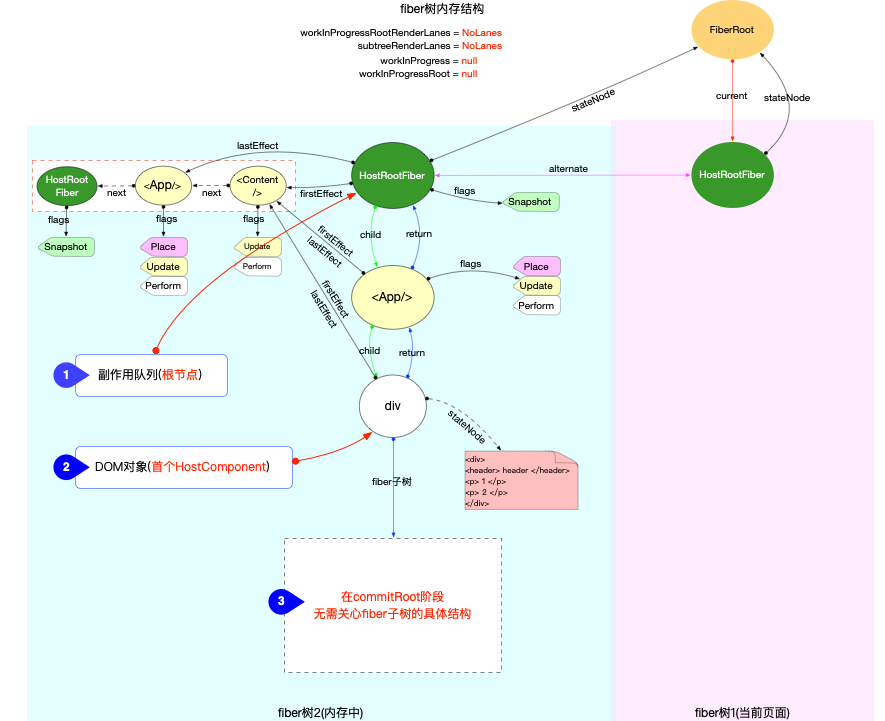 fiber树内存结构
workInProgressRootRenderLanes = NoLanes
subtreeRenderLanes = NoLanes
workInProgress = null
workInProgressRoot = null
FiberRoot
current
stateNode
stateNode
HostRootFiber
alternate
HostRootFiber
lastEffect
firstEffect
HostRoot
Fiber
next
<App/>
next
<Content
/>
flags
flags
flags
flags
Snapshot
Snapshot
Place
Update
Perform
Update
Perform
child
return
firstEffect
lastEffect
<App/>
flags
Place
Update
Perform
firstEffect
lastEffect
child
return
1
副作用队列(根节点)
div
stateNode
2
DOM对象(首个HostComponent)
<div>
<header> header </header>
<p> 1 </p>
<p> 2 </p>
</div>
fiber子树
3
在commitRoot阶段
无需关心fiber子树的具体结构
fiber树2(内存中)
fiber树1(当前页面)